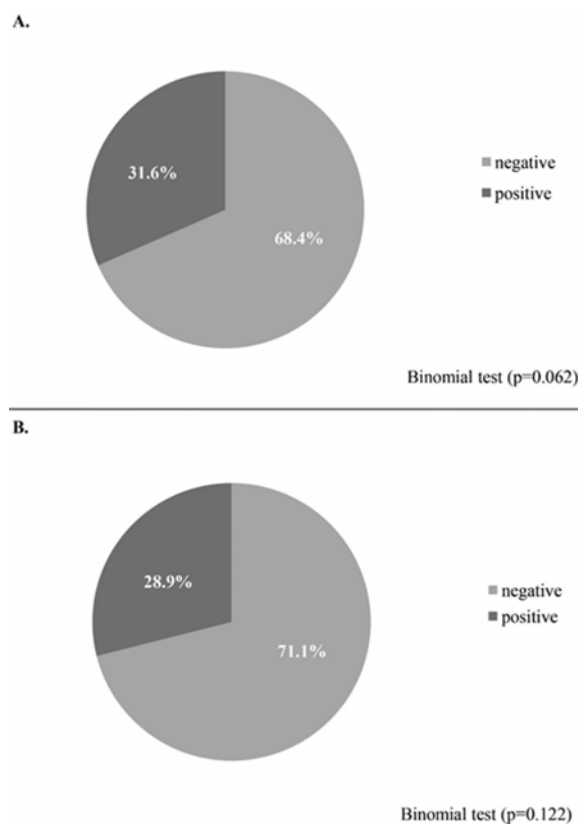 A.
31.6%
negative
positive
68.4%
Binomial test (p=0.062)
B.
28.9%
negative
positive
71.1%
Binomial test (p=0.122)